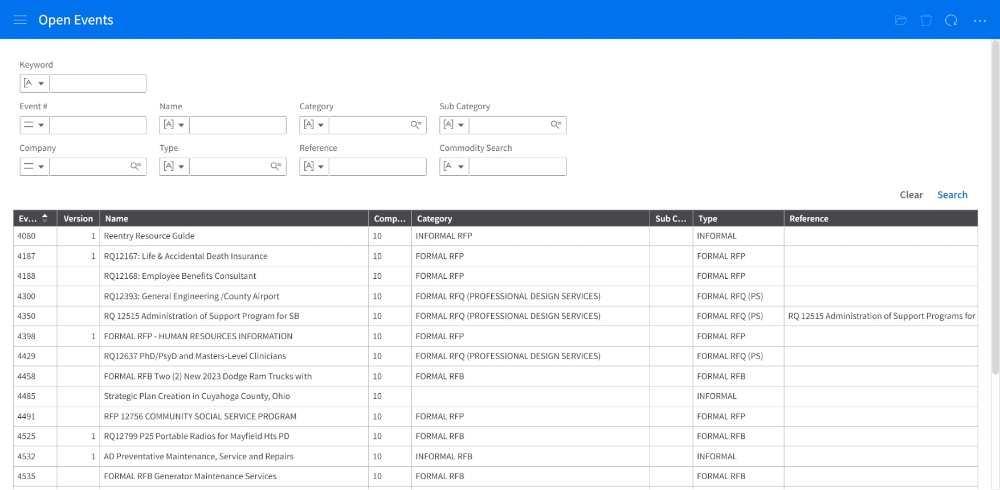 Open Events
Keyword
Event # Name Category Sub Category
Company Type Reference Commodity Search
Clear Search
Ev... Version Name Comp... Category Sub C... Type Reference
4080 1 Reentry Resource Guide 10 INFORMAL RFP INFORMAL
4187 1 RQ12167: Life & Accidental Death Insurance 10 FORMAL RFP FORMAL RFP
4188 RQ12168: Employee Benefits Consultant 10 FORMAL RFP FORMAL RFP
4300 RQ12393: General Engineering /County Airport 10 FORMAL RFQ (PROFESSIONAL DESIGN SERVICES) FORMAL RFQ (PS)
4350 RQ 12515 Administration of Support Program for SB 10 FORMAL RFQ (PROFESSIONAL DESIGN SERVICES) FORMAL RFQ (PS) RQ 12515 Administration of Support Programs for
4398 1 FORMAL RFP - HUMAN RESOURCES INFORMATION 10 FORMAL RFP FORMAL RFP
4429 RQ12637 PhD/PsyD and Masters-Level Clinicians 10 FORMAL RFQ (PROFESSIONAL DESIGN SERVICES) FORMAL RFQ (PS)
4458 FORMAL RFB Two (2) New 2023 Dodge Ram Trucks with 10 FORMAL RFB FORMAL RFB
4485 Strategic Plan Creation in Cuyahoga County, Ohio 10 INFORMAL
4491 RFP 12756 COMMUNITY SOCIAL SERVICE PROGRAM 10 FORMAL RFP FORMAL RFP
4525 1 RQ12799 P25 Portable Radios for Mayfield Hts PD 10 FORMAL RFB FORMAL RFB
4532 1 AD Preventative Maintenance, Service and Repairs 10 INFORMAL RFB INFORMAL
4535 FORMAL RFB Generator Maintenance Services 10 FORMAL RFB FORMAL RFB